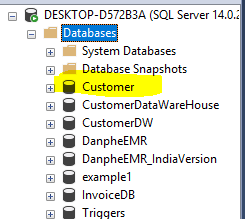 DESKTOP-D572B3A (SQL Server 14.0.2
Databases
System Databases
Database Snapshots
Customer
CustomerDataWareHouse
CustomerDW
DanpheEMR
DanpheEMR_IndiaVersion
example1
InvoiceDB
Triggers